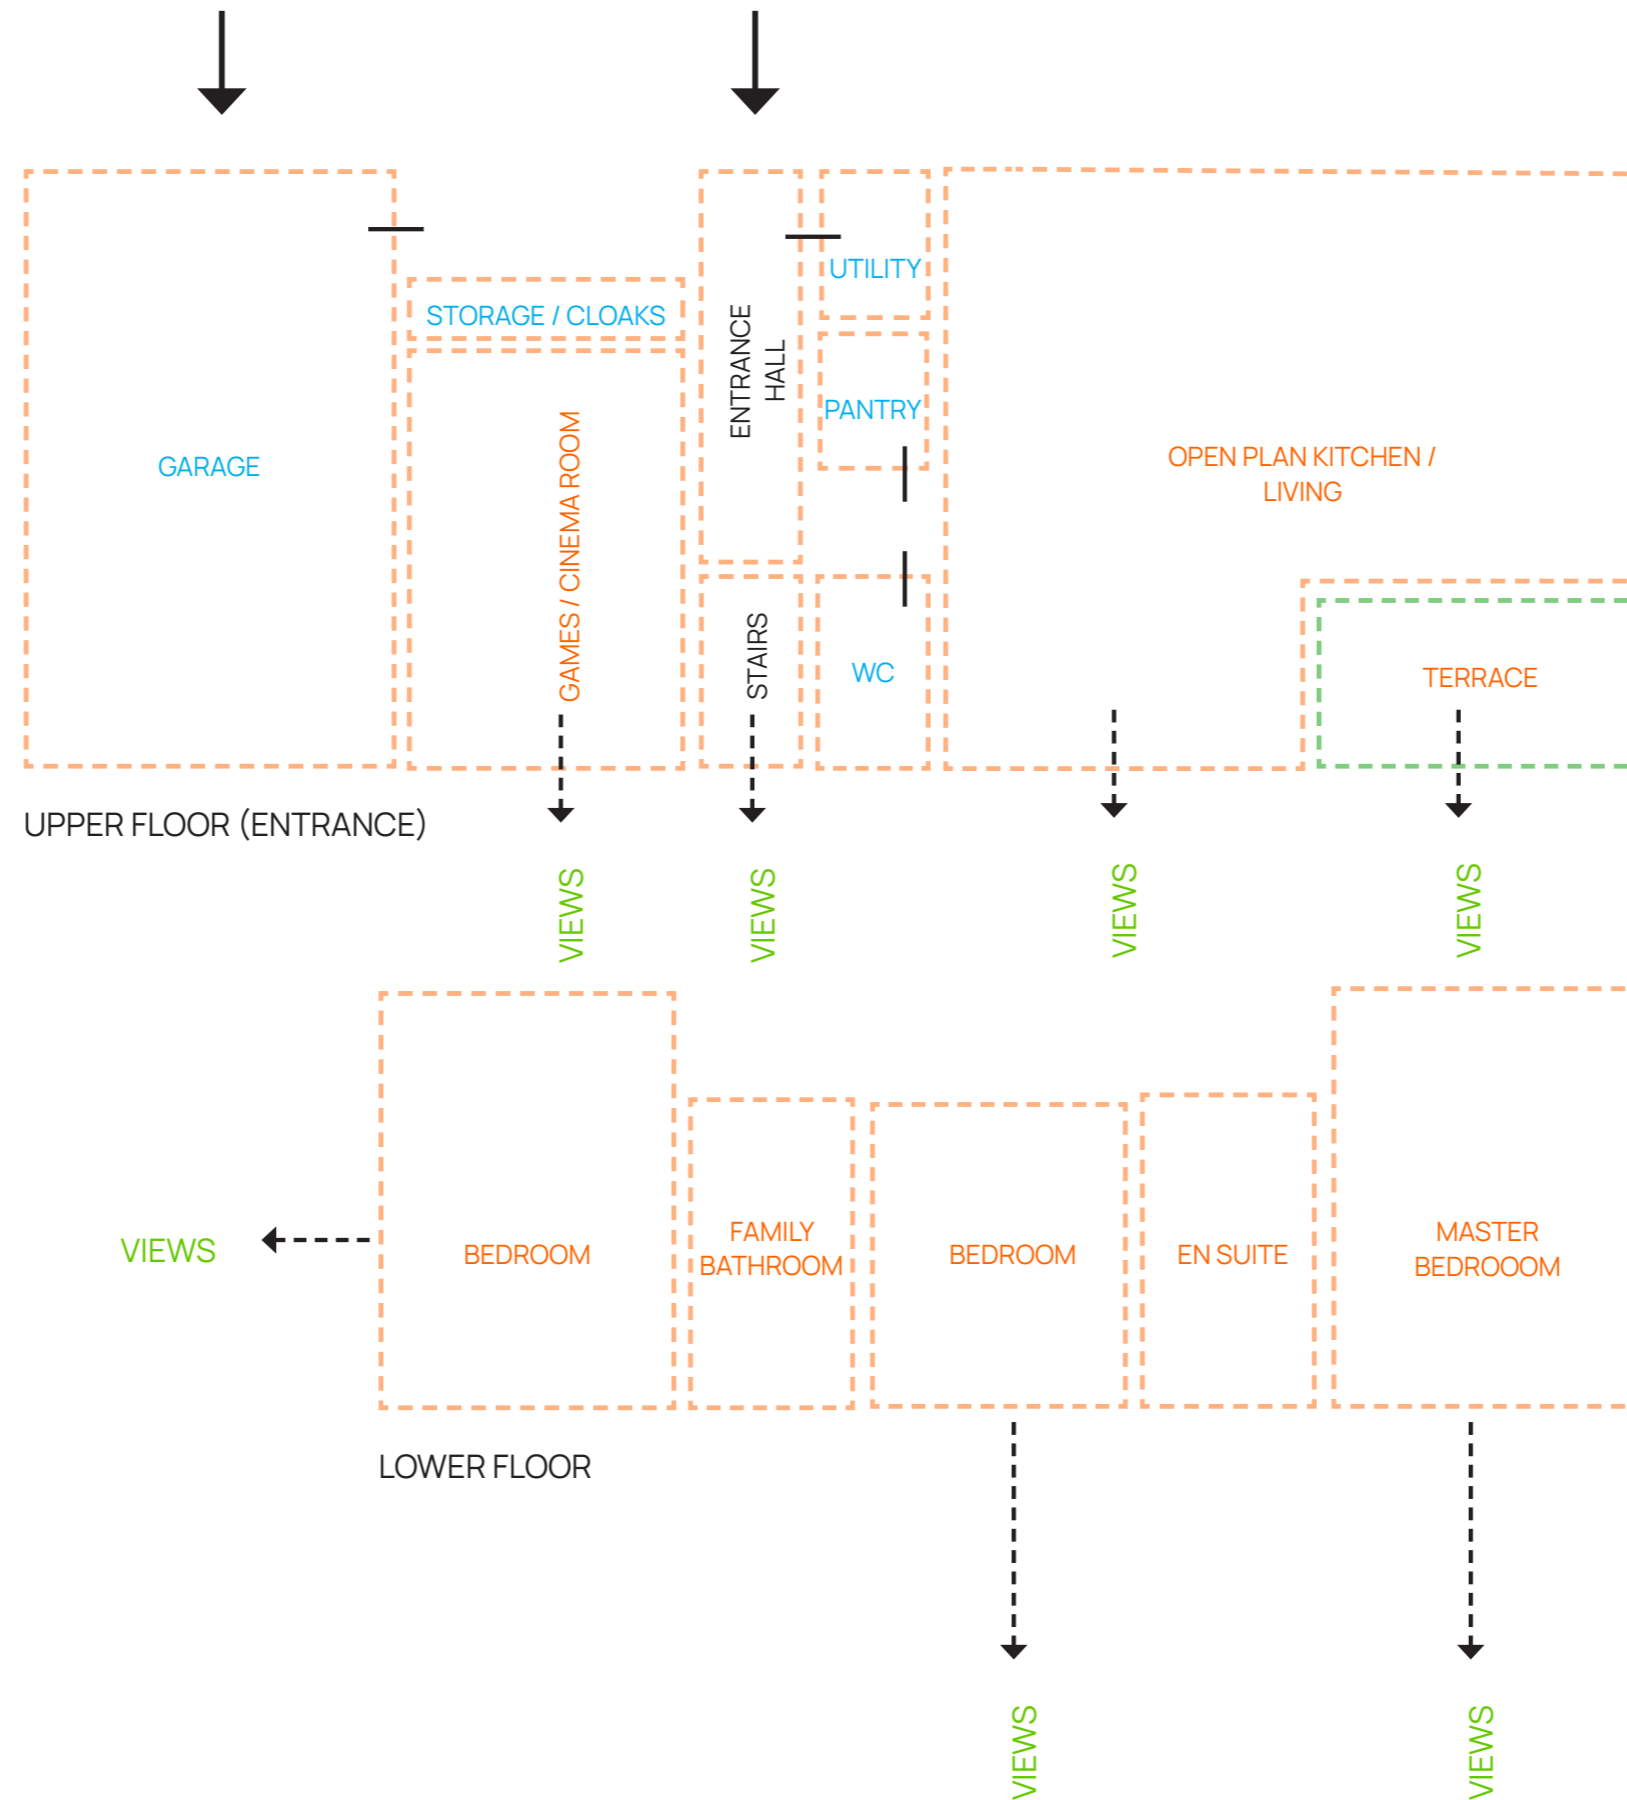 UTILITY
STORAGE / CLOAKS
ENTRANCE
HALL
PANTRY
GARAGE
GAMES / CINEMA ROOM
OPEN PLAN KITCHEN /
LIVING
STAIRS
WC
TERRACE
UPPER FLOOR (ENTRANCE)
VIEWS
VIEWS
VIEWS
VIEWS
VIEWS
BEDROOM
FAMILY
BATHROOM
BEDROOM
EN SUITE
MASTER
BEDROOOM
LOWER FLOOR
VIEWS
VIEWS